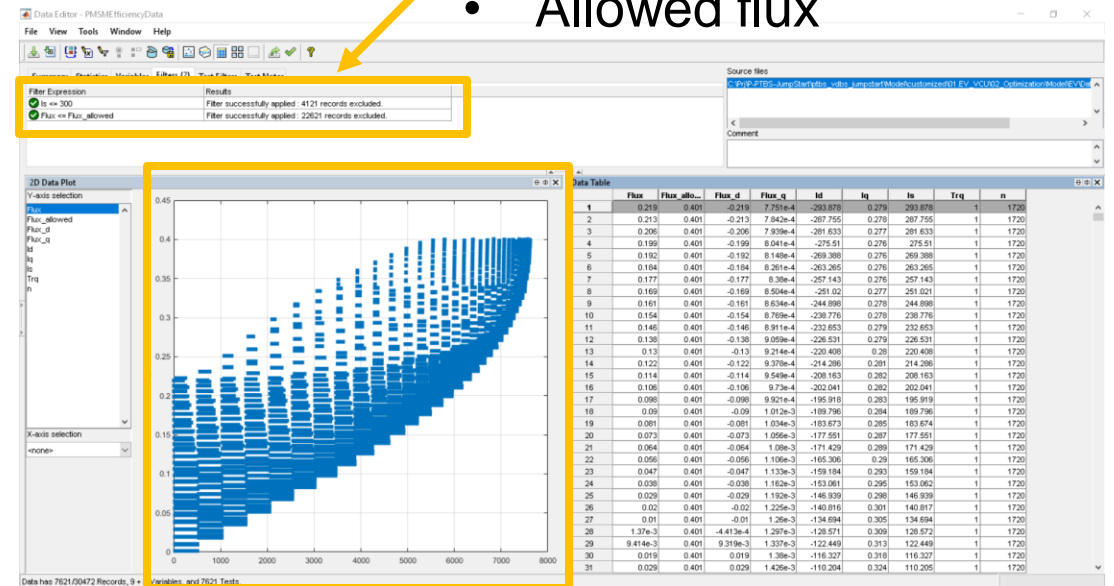 • Allowed flux
Data Editor - PMSMEfficiencyData
File View Tools Window Help
Summary Statistics Variables Filters (2) Test Filters Test Notes
Filter Expression Results
Is <= 300 Filter successfully applied : 4121 records excluded.
Flux <= Flux_allowed Filter successfully applied : 22621 records excluded.
Source files
Comment
2D Data Plot
Y-axis selection
Flux
Flux_allowed
Flux_d
Flux_q
Id
Iq
Is
Trq
n
X-axis selection
<none>
0.45
0.4
0.35
0.3
0.25
0.2
0.15
0.1
0.05
0
0 1000 2000 3000 4000 5000 6000 7000 8000
Data Table
Flux Flux_allo... Flux_d Flux_q Id Iq Is Trq n
1 0.219 0.401 -0.219 7.751e-4 -293.878 0.279 293.878 1 1720
2 0.213 0.401 -0.213 7.842e-4 -287.755 0.278 287.755 1 1720
3 0.206 0.401 -0.206 7.939e-4 -281.633 0.277 281.633 1 1720
4 0.199 0.401 -0.199 8.041e-4 -275.51 0.276 275.51 1 1720
5 0.192 0.401 -0.192 8.148e-4 -269.388 0.276 269.388 1 1720
6 0.184 0.401 -0.184 8.261e-4 -263.265 0.276 263.265 1 1720
7 0.177 0.401 -0.177 8.38e-4 -257.143 0.276 257.143 1 1720
8 0.169 0.401 -0.169 8.504e-4 -251.02 0.277 251.021 1 1720
9 0.161 0.401 -0.161 8.634e-4 -244.898 0.278 244.898 1 1720
10 0.154 0.401 -0.154 8.769e-4 -238.776 0.278 238.776 1 1720
11 0.146 0.401 -0.146 8.911e-4 -232.653 0.279 232.653 1 1720
12 0.138 0.401 -0.138 9.059e-4 -226.531 0.279 226.531 1 1720
13 0.13 0.401 -0.13 9.214e-4 -220.408 0.28 220.408 1 1720
14 0.122 0.401 -0.122 9.378e-4 -214.286 0.281 214.286 1 1720
15 0.114 0.401 -0.114 9.549e-4 -208.163 0.282 208.163 1 1720
16 0.106 0.401 -0.106 9.73e-4 -202.041 0.282 202.041 1 1720
17 0.098 0.401 -0.098 9.921e-4 -195.918 0.283 195.919 1 1720
18 0.09 0.401 -0.09 1.012e-3 -189.796 0.284 189.796 1 1720
19 0.081 0.401 -0.081 1.034e-3 -183.673 0.285 183.674 1 1720
20 0.073 0.401 -0.073 1.056e-3 -177.551 0.287 177.551 1 1720
21 0.064 0.401 -0.064 1.08e-3 -171.429 0.289 171.429 1 1720
22 0.056 0.401 -0.056 1.106e-3 -165.306 0.29 165.306 1 1720
23 0.047 0.401 -0.047 1.133e-3 -159.184 0.293 159.184 1 1720
24 0.038 0.401 -0.038 1.162e-3 -153.061 0.295 153.062 1 1720
25 0.029 0.401 -0.029 1.192e-3 -146.939 0.298 146.939 1 1720
26 0.02 0.401 -0.02 1.225e-3 -140.816 0.301 140.817 1 1720
27 0.01 0.401 -0.01 1.26e-3 -134.694 0.305 134.694 1 1720
28 1.37e-3 0.401 -4.413e-4 1.297e-3 -128.571 0.309 128.572 1 1720
29 9.414e-3 0.401 9.319e-3 1.337e-3 -122.449 0.313 122.449 1 1720
30 0.019 0.401 0.019 1.38e-3 -116.327 0.318 116.327 1 1720
31 0.029 0.401 0.029 1.426e-3 -110.204 0.324 110.205 1 1720
Data has 7621/30472 Records, 9 + Variables, and 7621 Tests.